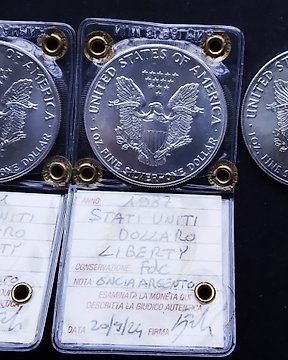 UNITED STATES OF AMERICA
1 OZ. FINE SILVER~ONE DOLLAR
ANNO 1987
STATI UNITI
DOLLARO
LIBERTY
CONSERVAZIONE: FDC
NOTA: ONCIA ARGENTO
ESAMINATA LA MONETA QUI
DESCRITTA LA GIUDICO AUTENTICA
DATA 20/9/24 FIRMA